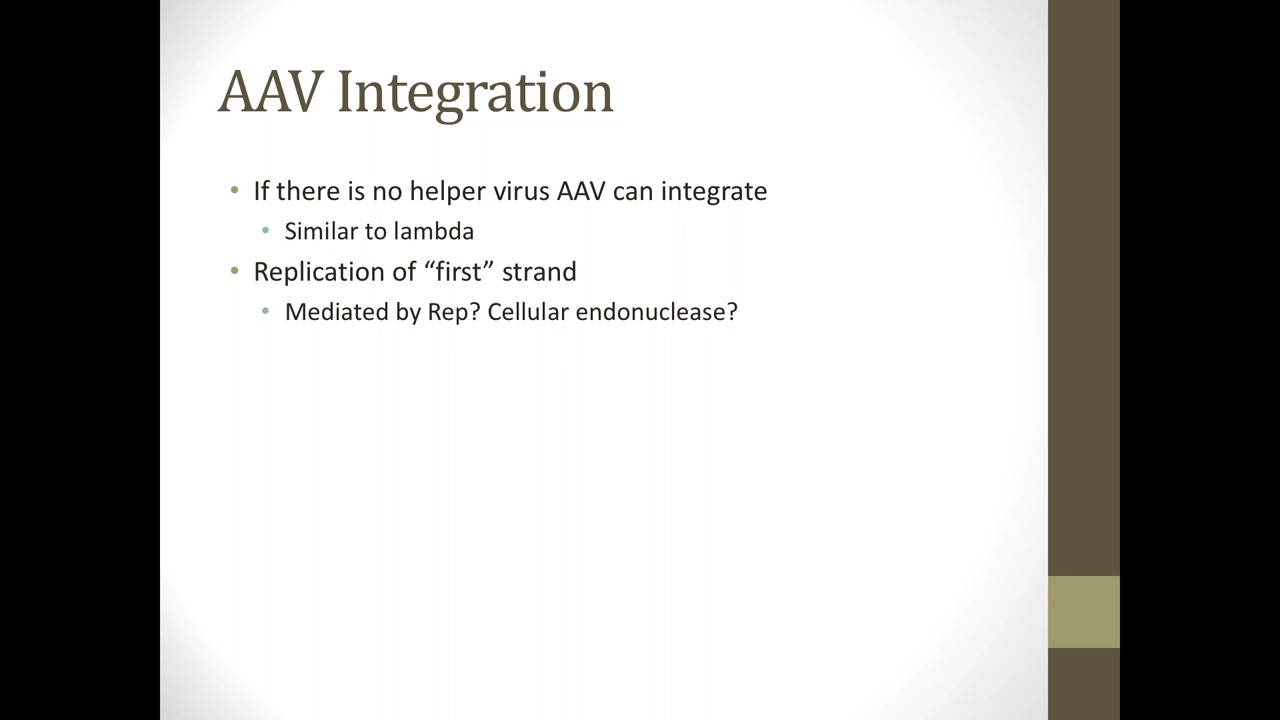 AAV Integration
• If there is no helper virus AAV can integrate
• Similar to lambda
• Replication of “first” strand
• Mediated by Rep? Cellular endonuclease?